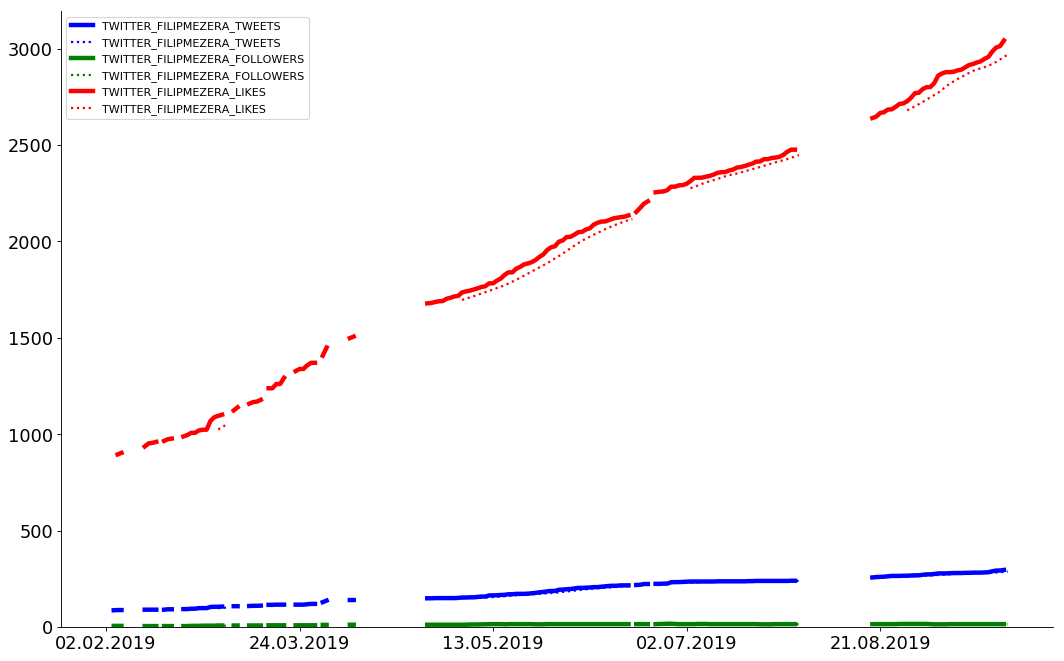 TWITTER_FILIPMEZERA_TWEETS
TWITTER_FILIPMEZERA_TWEETS
TWITTER_FILIPMEZERA_FOLLOWERS
TWITTER_FILIPMEZERA_FOLLOWERS
TWITTER_FILIPMEZERA_LIKES
TWITTER_FILIPMEZERA_LIKES
3000
2500
2000
1500
1000
500
0
02.02.2019 24.03.2019 13.05.2019 02.07.2019 21.08.2019